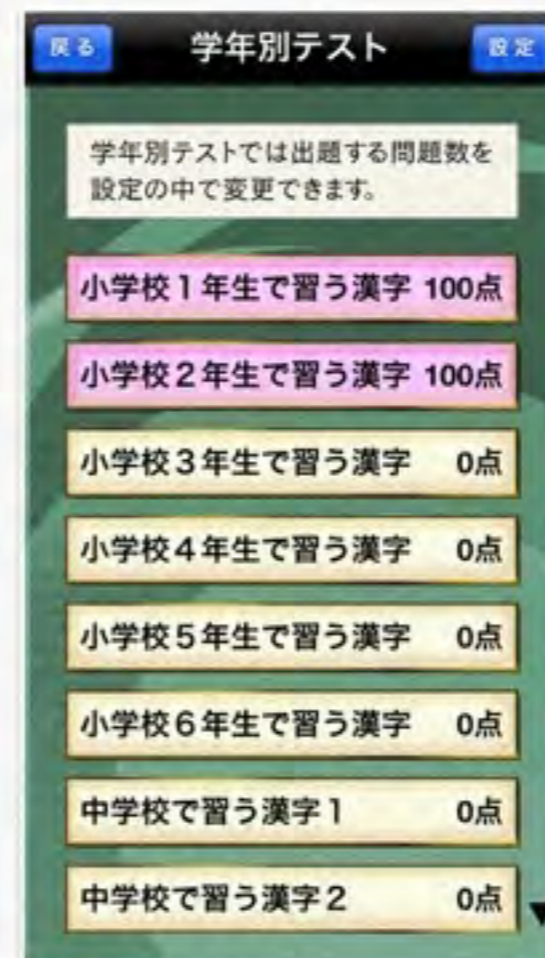 戻る 学年別テスト 設定
学年別テストでは出題する問題数を
設定の中で変更できます。
小学校1年生で習う漢字 100点
小学校2年生で習う漢字 100点
小学校3年生で習う漢字 0点
小学校4年生で習う漢字 0点
小学校5年生で習う漢字 0点
小学校6年生で習う漢字 0点
中学校で習う漢字1 0点
中学校で習う漢字2 0点